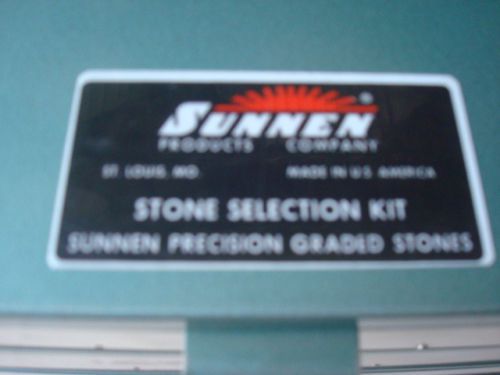 SUNNEN®
PRODUCTS COMPANY
ST. LOUIS, MO. MADE IN U.S. AMERICA
STONE SELECTION KIT
SUNNEN PRECISION GRADED STONES